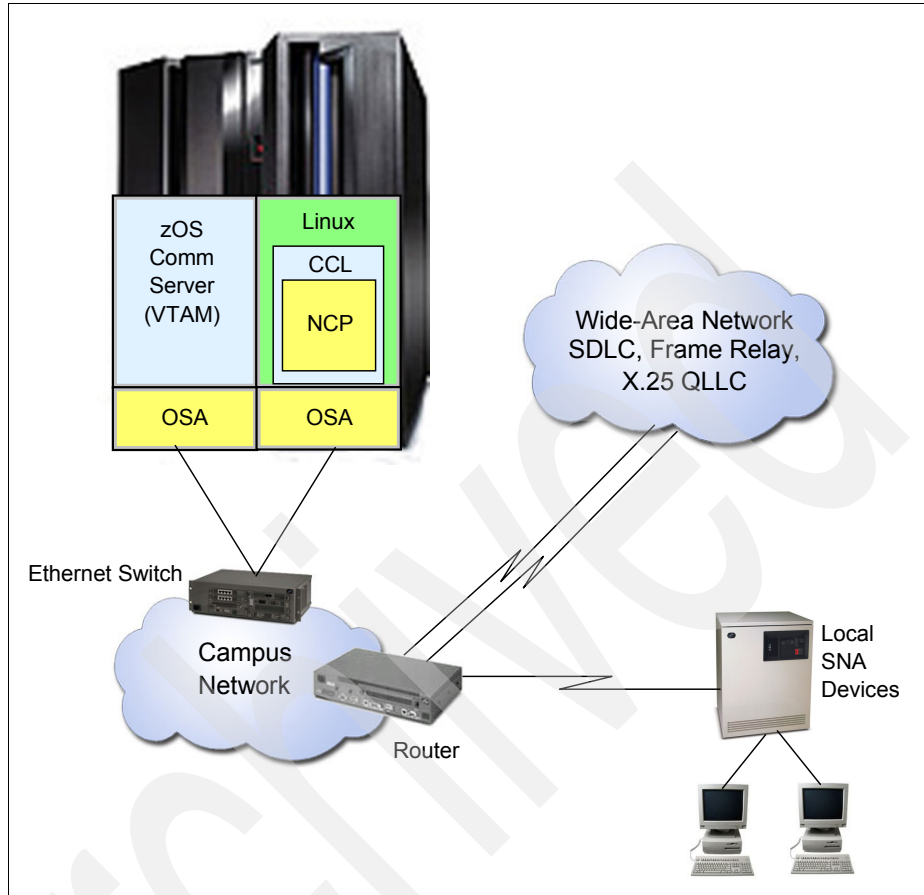 zOS
Comm
Server
(VTAM)
Linux
CCL
NCP
OSA
OSA
Wide-Area Network
SDLC, Frame Relay,
X.25 QLLC
Ethernet Switch
Campus
Network
Router
Local
SNA
Devices
Archived